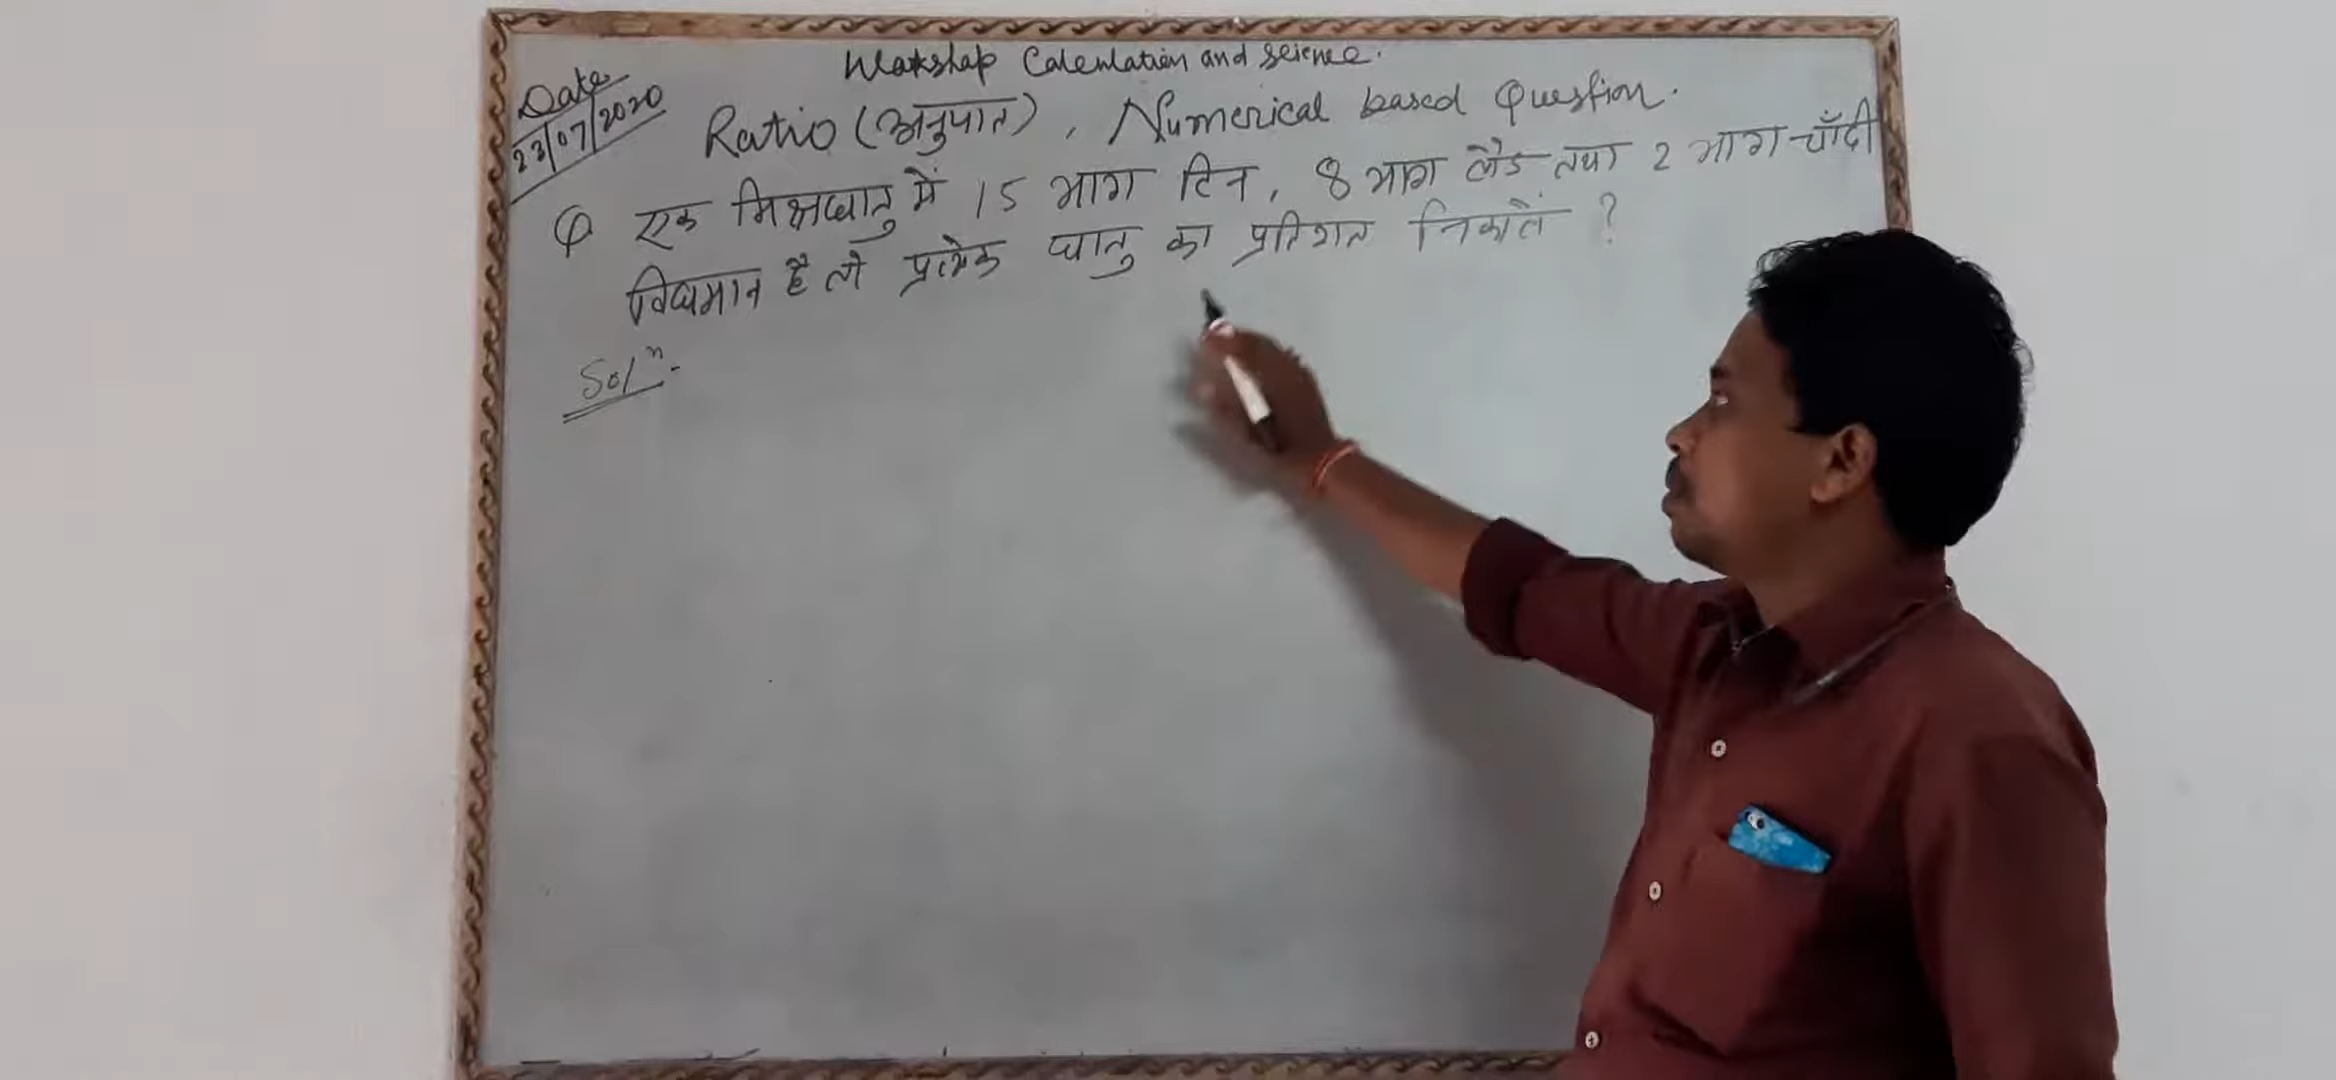 Workshop Calculation and Science.
Date
23/07/2020
Ratio (अनुपात), Numerical based Question.
Q एक मिश्रधातु में 15 भाग टिन, 8 भाग लैड तथा 2 भाग चाँदी
विद्यमान है तो प्रत्येक धातु का प्रतिशत निकालें ?
Solⁿ-